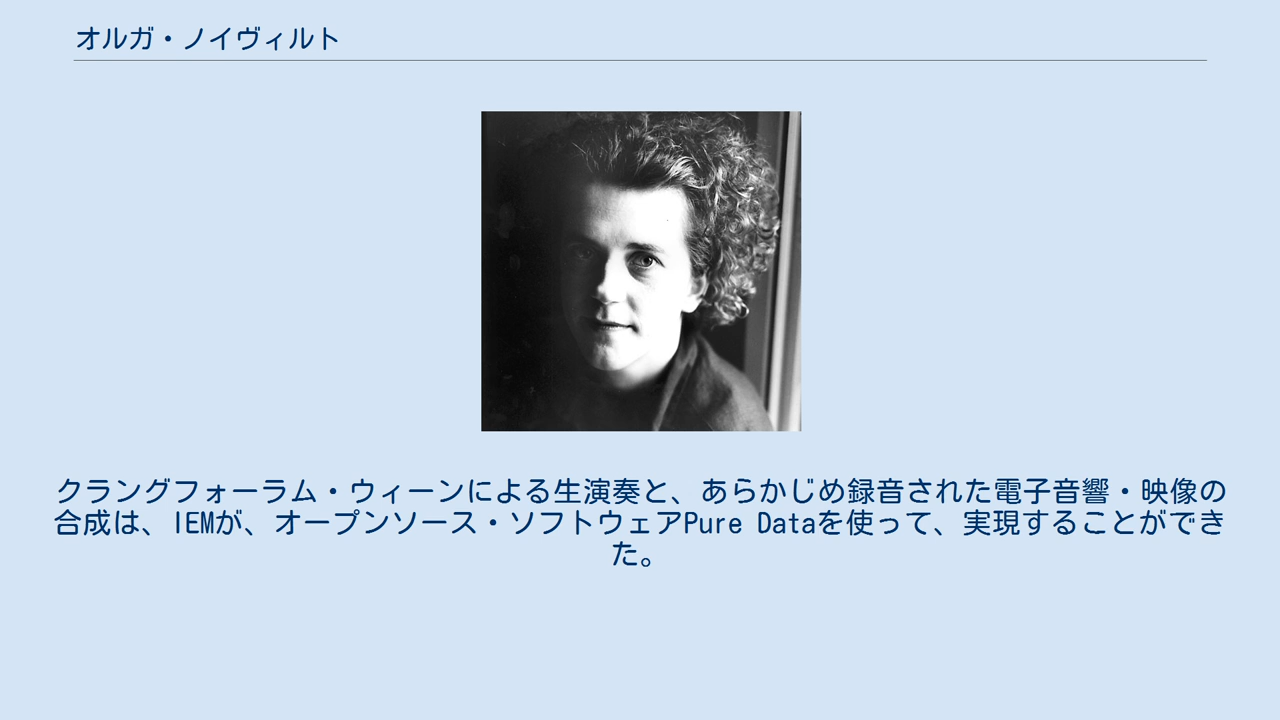 オルガ・ノイヴィルト
クラングフォーラム・ウィーンによる生演奏と、あらかじめ録音された電子音響・映像の
合成は、IEMが、オープンソース・ソフトウェアPure Dataを使って、実現することができ
た。